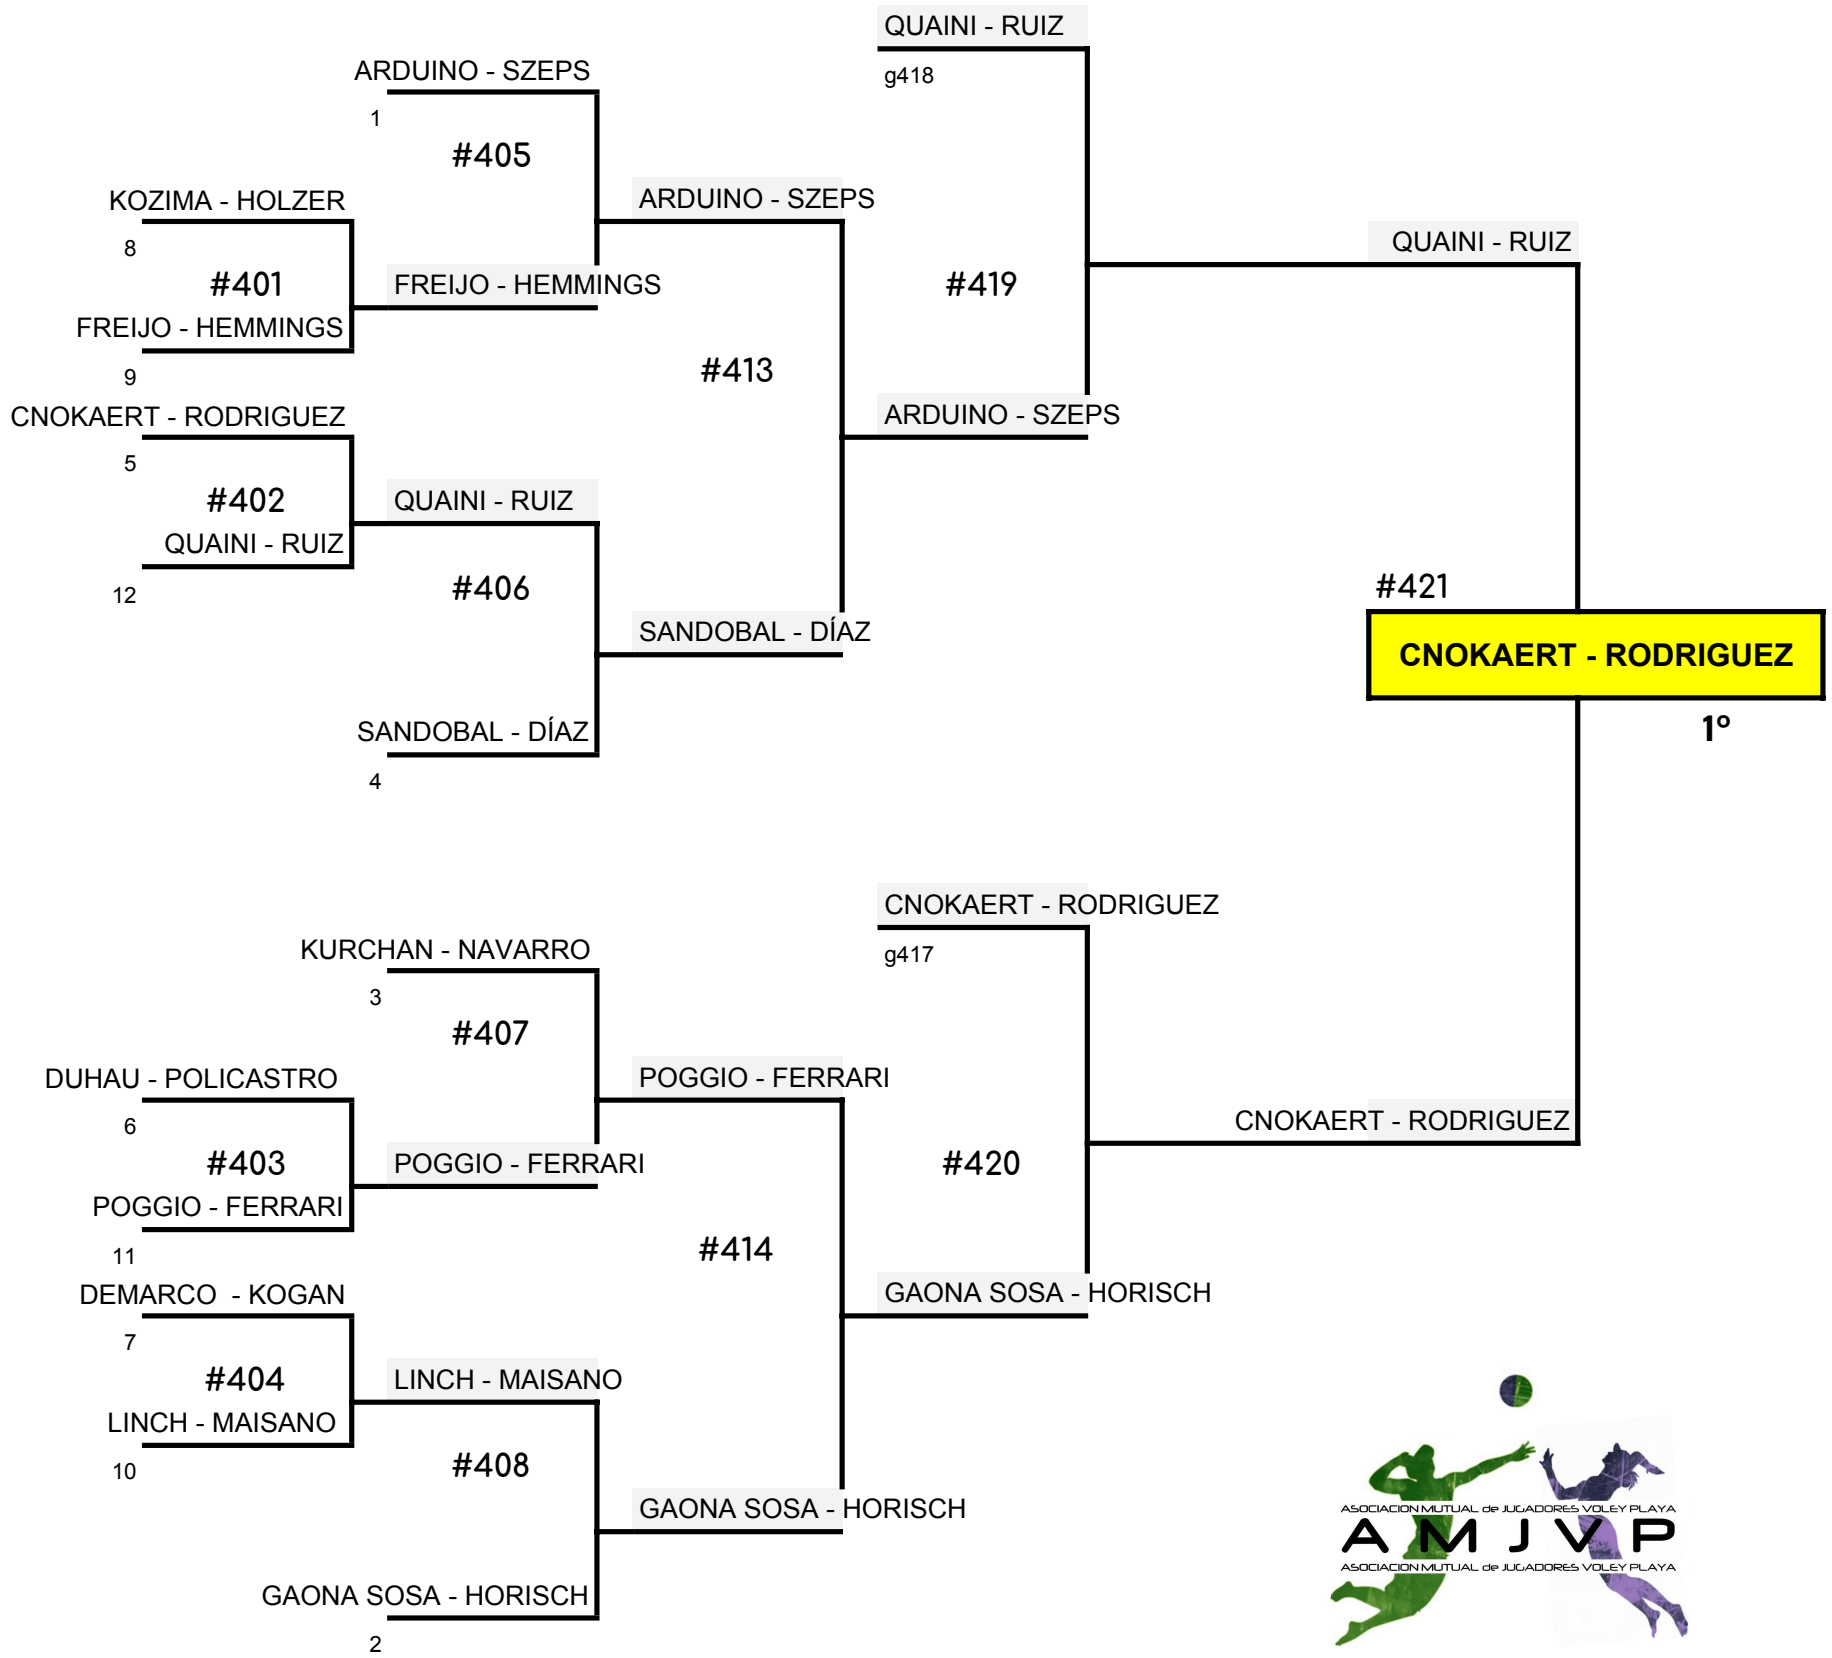 QUAINI - RUIZ
g418
ARDUINO - SZEPS
1
#405
KOZIMA - HOLZER
8
#401
FREIJO - HEMMINGS
9
FREIJO - HEMMINGS
ARDUINO - SZEPS
#413
#419
QUAINI - RUIZ
CNOKAERT - RODRIGUEZ
5
#402
QUAINI - RUIZ
12
QUAINI - RUIZ
#406
ARDUINO - SZEPS
SANDOBAL - DÍAZ
SANDOBAL - DÍAZ
4
#421
CNOKAERT - RODRIGUEZ
1º
CNOKAERT - RODRIGUEZ
g417
KURCHAN - NAVARRO
3
#407
DUHAU - POLICASTRO
6
#403
POGGIO - FERRARI
11
POGGIO - FERRARI
POGGIO - FERRARI
#414
#420
CNOKAERT - RODRIGUEZ
DEMARCO  - KOGAN
7
#404
LINCH - MAISANO
10
LINCH - MAISANO
#408
GAONA SOSA - HORISCH
GAONA SOSA - HORISCH
GAONA SOSA - HORISCH
2
ASOCIACION MUTUAL de JUGADORES VOLEY PLAYA
AMJVP
ASOCIACION MUTUAL de JUGADORES VOLEY PLAYA